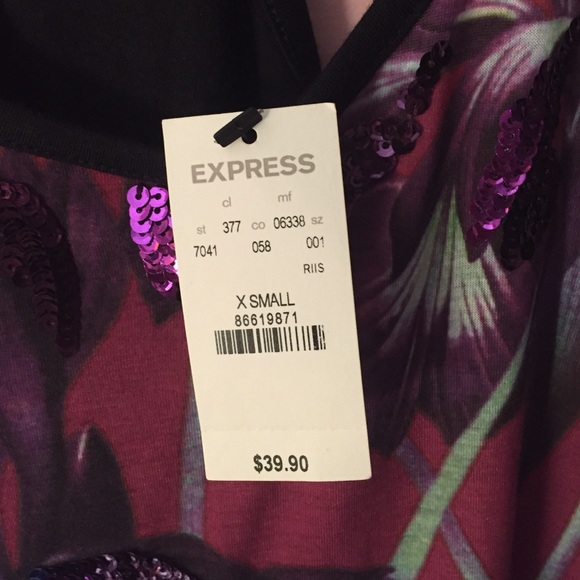 EXPRESS
cl mf
st 377 co 06338 sz
7041 058 001
RIIS
X SMALL
86619871
$39.90